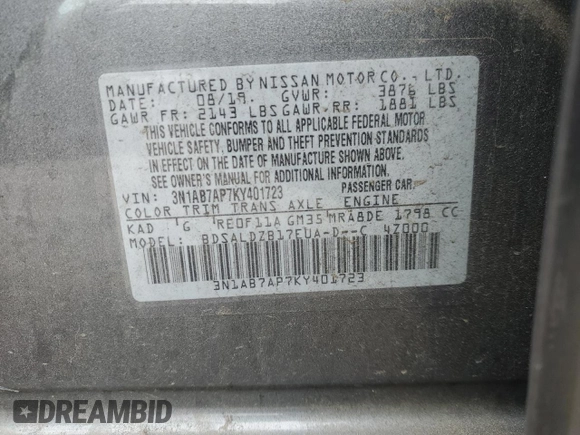 MANUFACTURED BY NISSAN MOTOR CO., LTD.
DATE: 08/19. GVWR: 3876 LBS
GAWR FR: 2143 LBS GAWR RR: 1881 LBS
THIS VEHICLE CONFORMS TO ALL APPLICABLE FEDERAL MOTOR
VEHICLE SAFETY, BUMPER AND THEFT PREVENTION STANDARDS
IN EFFECT ON THE DATE OF MANUFACTURE SHOWN ABOVE.
SEE OWNER'S MANUAL FOR ADDITIONAL INFORMATION.
VIN: 3N1AB7AP7KY401723 PASSENGER CAR
COLOR TRIM TRANS AXLE ENGINE
KAD G RE0F11A GM35 MRA8DE 1798 CC
MODEL: BDSALDZB17EUA-D--C 4Z000
3N1AB7AP7KY401723
DREAMBID